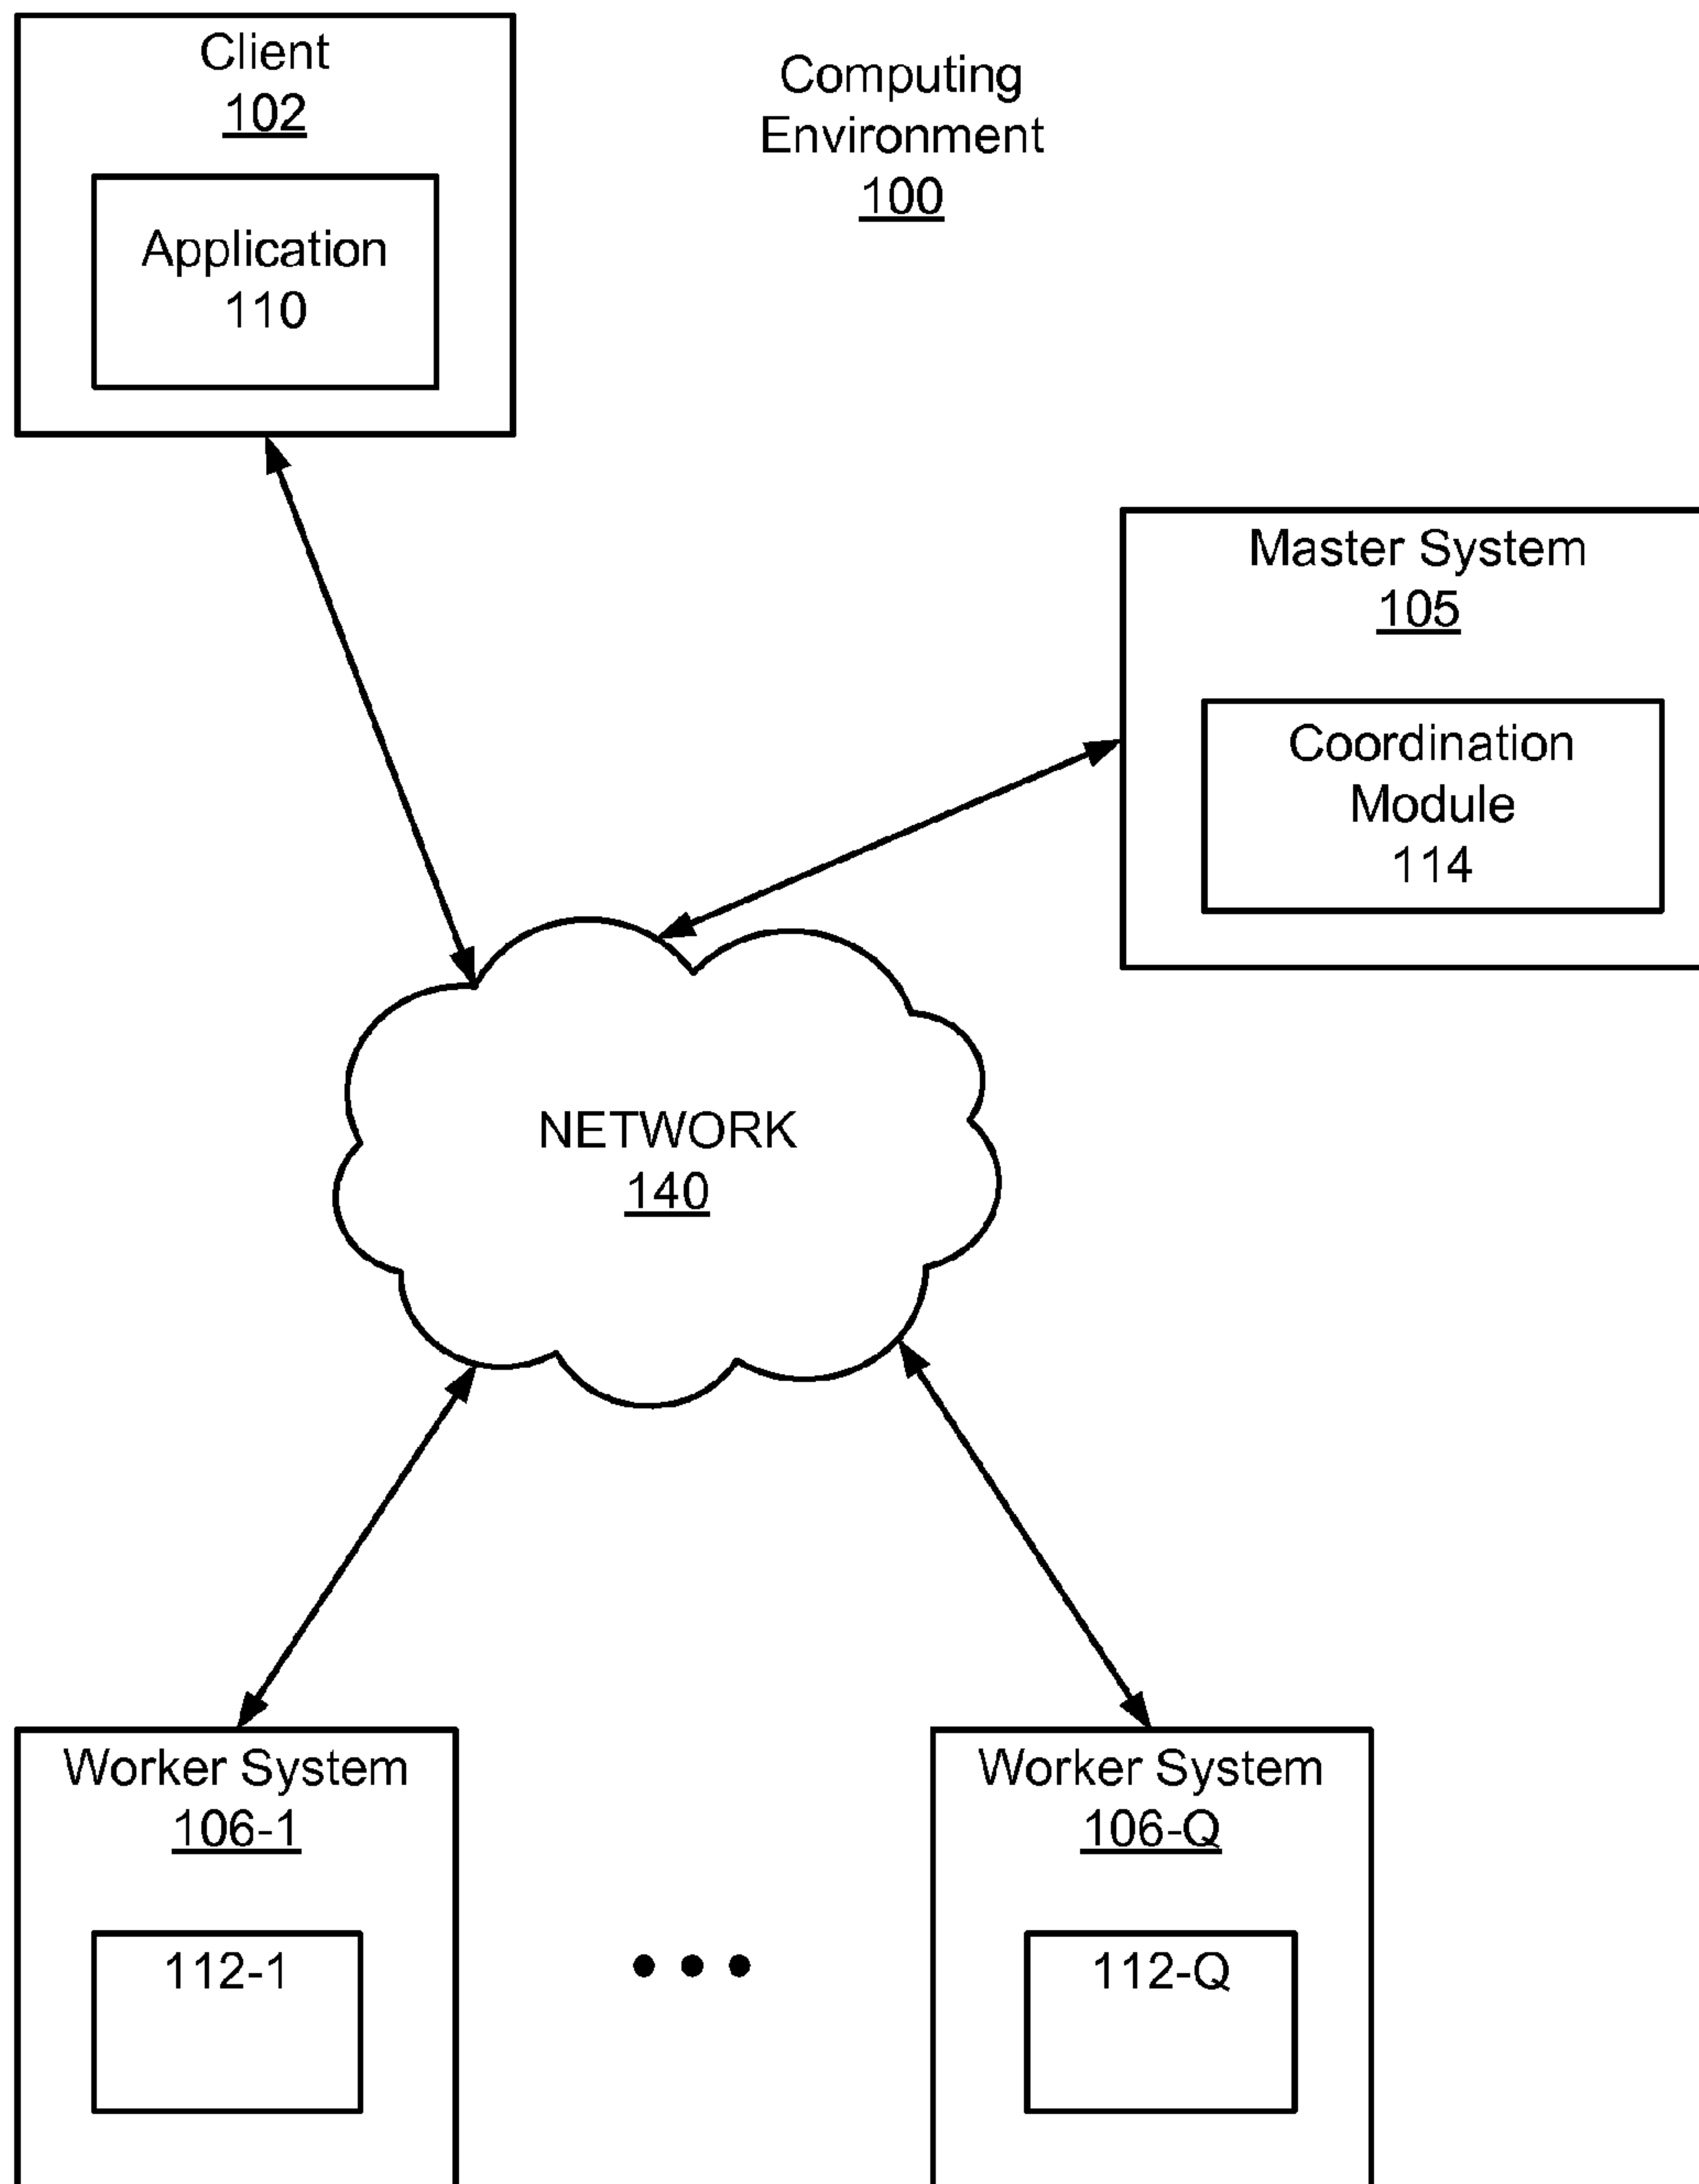 Client
102
Application
110
Computing
Environment
100
Master System
105
Coordination
Module
114
NETWORK
140
Worker System
106-1
112-1
Worker System
106-Q
112-Q